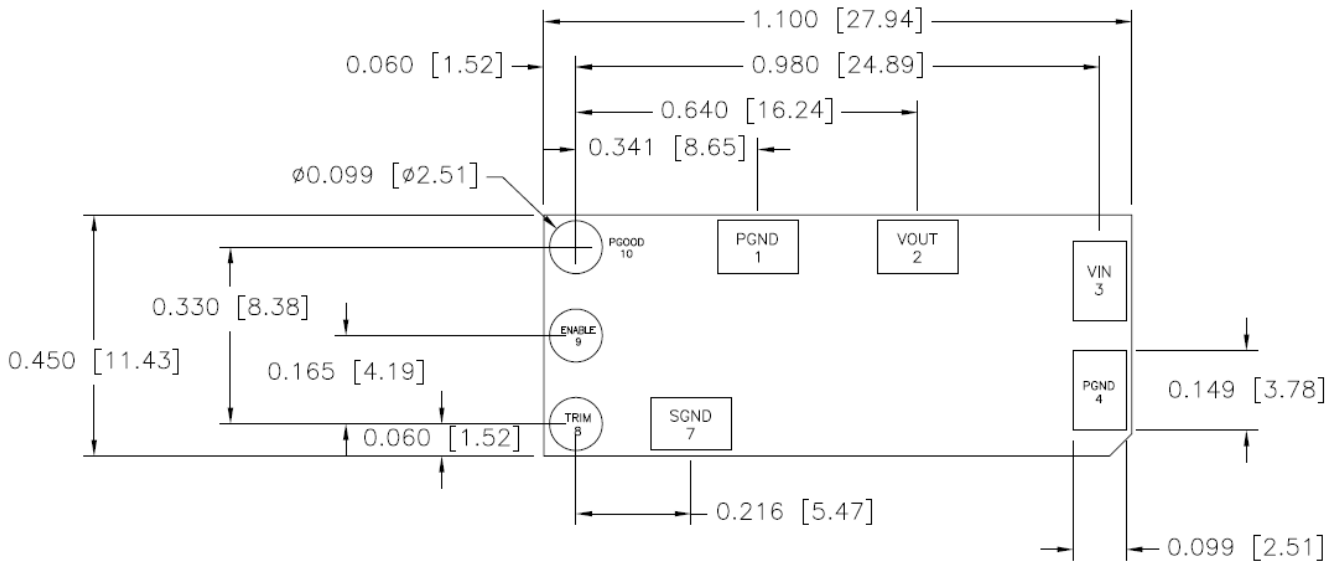 1.100 [27.94]
0.060 [1.52]
0.980 [24.89]
0.640 [16.24]
0.341 [8.65]
⌀0.099 [⌀2.51]
PGOOD
10
PGND
1
VOUT
2
VIN
3
0.330 [8.38]
ENABLE
9
0.450 [11.43]
0.165 [4.19]
PGND
4
0.149 [3.78]
TRIM
8
SGND
7
0.060 [1.52]
0.216 [5.47]
0.099 [2.51]